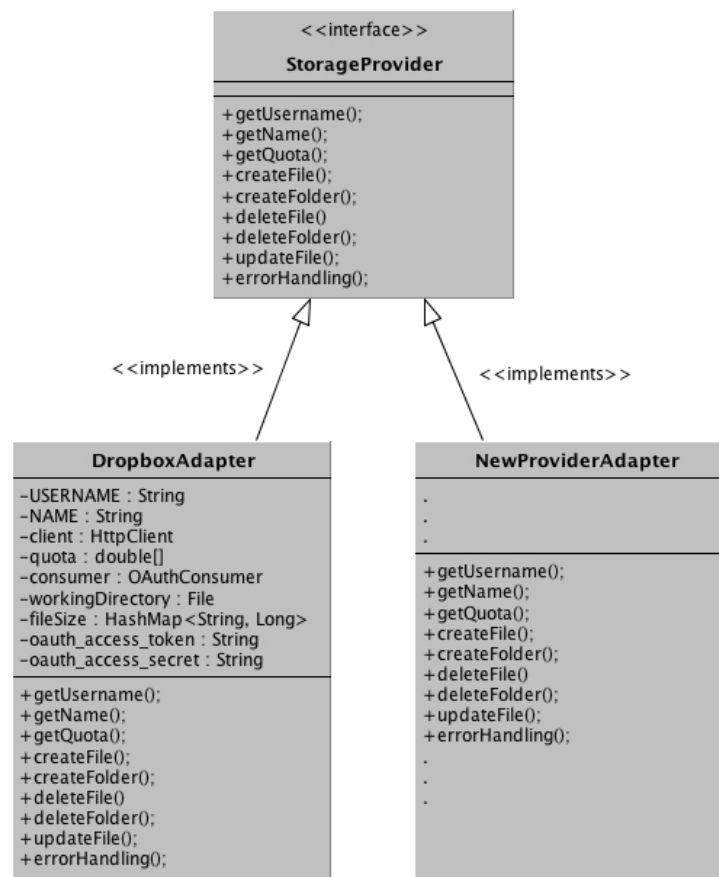 <<interface>>
StorageProvider
+getUsername();
+getName();
+getQuota();
+createFile();
+createFolder();
+deleteFile()
+deleteFolder();
+updateFile();
+errorHandling();
<<implements>>
<<implements>>
DropboxAdapter
-USERNAME : String
-NAME : String
-client : HttpClient
-quota : double[]
-consumer : OAuthConsumer
-workingDirectory : File
-fileSize : HashMap<String, Long>
-oauth_access_token : String
-oauth_access_secret : String
+getUsername();
+getName();
+getQuota();
+createFile();
+createFolder();
+deleteFile()
+deleteFolder();
+updateFile();
+errorHandling();
NewProviderAdapter
.
.
.
+getUsername();
+getName();
+getQuota();
+createFile();
+createFolder();
+deleteFile()
+deleteFolder();
+updateFile();
+errorHandling();
.
.
.